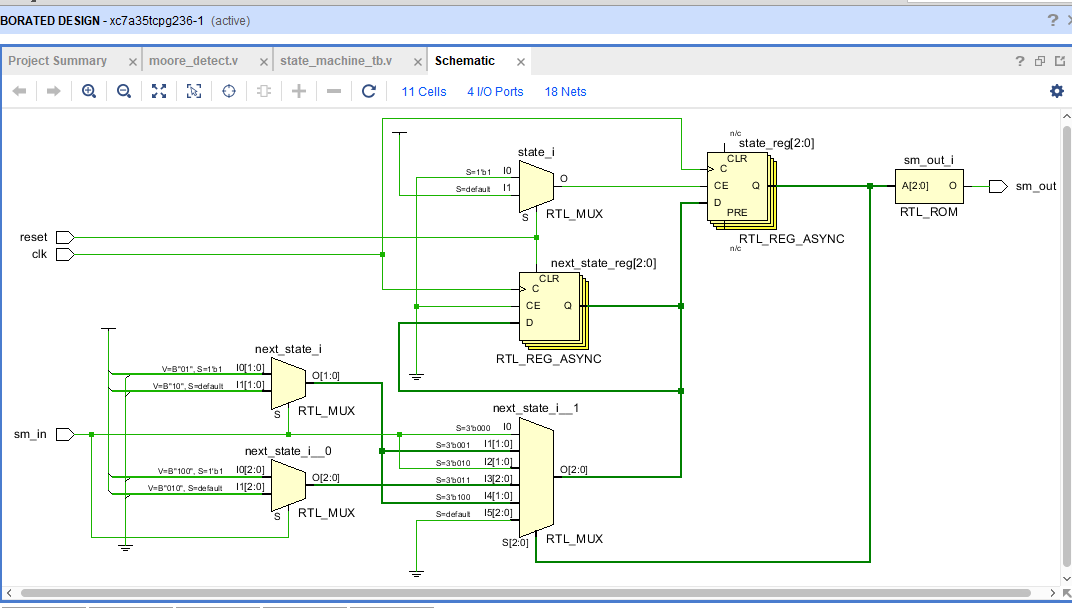 BORATED DESIGN - xc7a35tcpg236-1 (active)
?
Project Summary × moore_detect.v × state_machine_tb.v × Schematic ×
?
11 Cells 4 I/O Ports 18 Nets
n/c
state_reg[2:0]
CLR
C
CE Q
D
PRE
RTL_REG_ASYNC
n/c
sm_out_i
A[2:0] O
RTL_ROM
sm_out
state_i
S=1'b1 I0
S=default I1
O
S
RTL_MUX
reset
clk
next_state_reg[2:0]
CLR
C
CE Q
D
RTL_REG_ASYNC
next_state_i
V=B"01", S=1'b1 I0[1:0]
V=B"10", S=default I1[1:0]
O[1:0]
S
RTL_MUX
sm_in
next_state_i__0
V=B"100", S=1'b1 I0[2:0]
V=B"010", S=default I1[2:0]
O[2:0]
S
RTL_MUX
next_state_i__1
S=3'b000 I0
S=3'b001 I1[1:0]
S=3'b010 I2[1:0]
S=3'b011 I3[2:0]
S=3'b100 I4[1:0]
S=default I5[2:0]
O[2:0]
S[2:0]
RTL_MUX